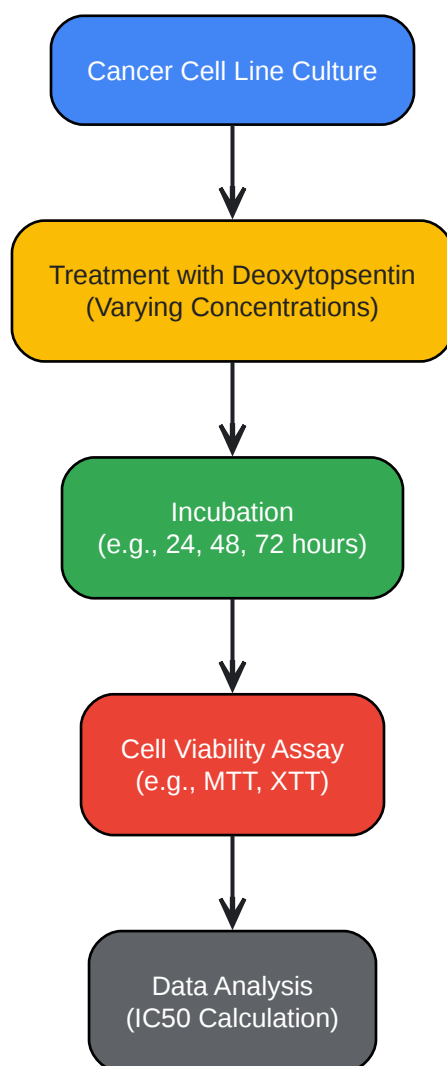 Cancer Cell Line Culture
Treatment with Deoxytopsentin
(Varying Concentrations)
Incubation
(e.g., 24, 48, 72 hours)
Cell Viability Assay
(e.g., MTT, XTT)
Data Analysis
(IC50 Calculation)